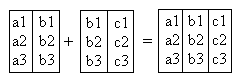 a1 b1   b1 c1   a1 b1 c1
a2 b2 + b2 c2 = a2 b2 c2
a3 b3   b3 c3   a3 b3 c3